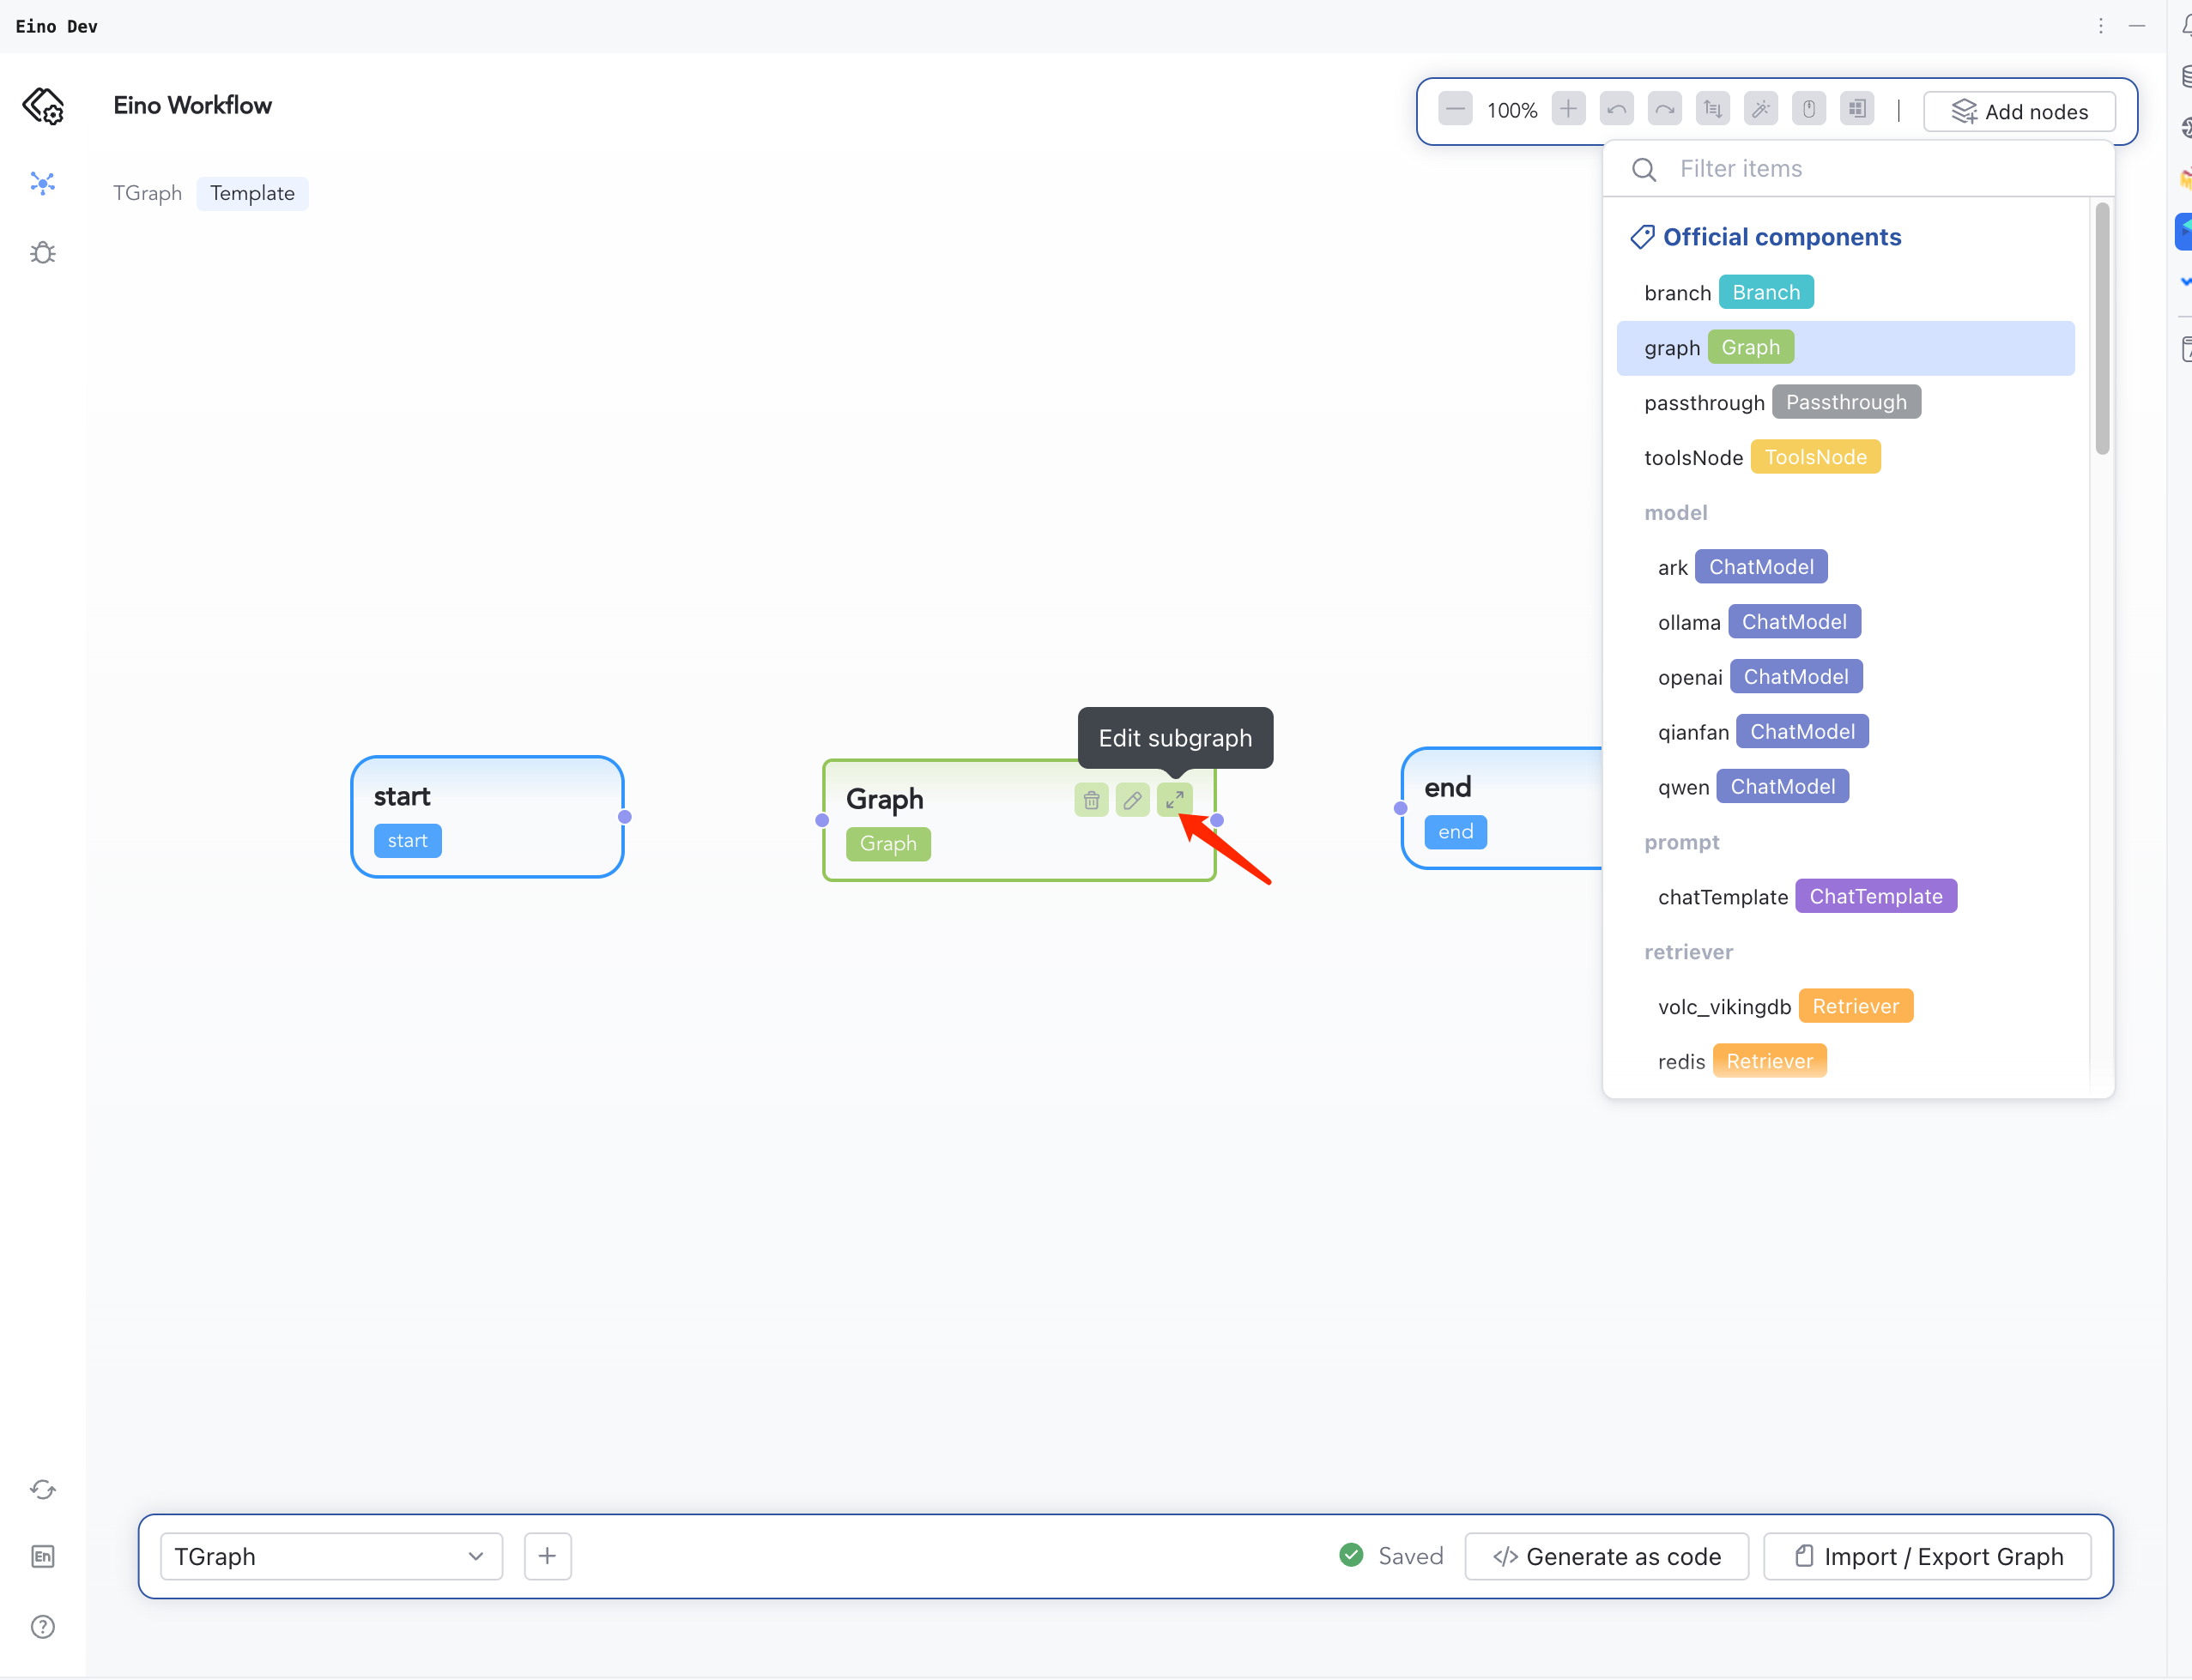 Eino Dev
Eino Workflow
100%
Add nodes
TGraph Template
Filter items
Official components
branch Branch
graph Graph
passthrough Passthrough
toolsNode ToolsNode
model
ark ChatModel
ollama ChatModel
openai ChatModel
qianfan ChatModel
qwen ChatModel
prompt
chatTemplate ChatTemplate
retriever
volc_vikingdb Retriever
redis Retriever
Edit subgraph
start
start
Graph
Graph
end
end
En
TGraph
Saved
</> Generate as code
Import / Export Graph